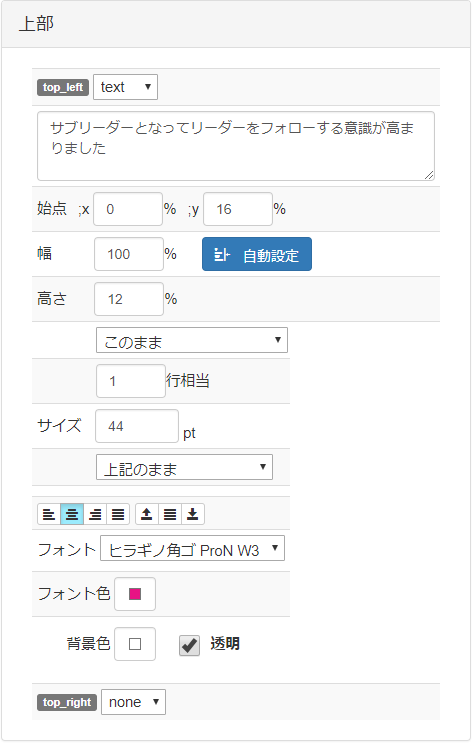 上部
top_left text
サブリーダーとなってリーダーをフォローする意識が高ま
りました
始点 ;x 0 % ;y 16 %
幅 100 % 自動設定
高さ 12 %
このまま
1 行相当
サイズ 44 pt
上記のまま
フォント ヒラギノ角ゴ ProN W3
フォント色
背景色 透明
top_right none